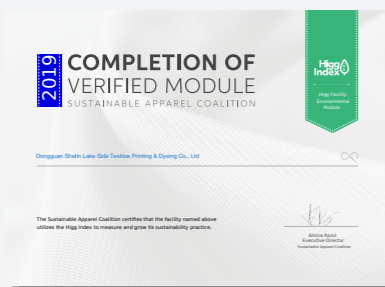 2019
COMPLETION OF
VERIFIED MODULE
SUSTAINABLE APPAREL COALITION
Higg
Index
Higg Facility
Environmental
Module
Dongguan Shatin Lake Side Textiles Printing & Dyeing Co., Ltd
The Sustainable Apparel Coalition certifies that the facility named above
utilizes the Higg Index to measure and grow its sustainability practice.
Amina Razvi
Executive Director
Sustainable Apparel Coalition